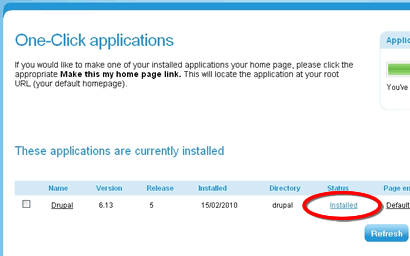 One-Click applications
If you would like to make one of your installed applications your home page, please click the
appropriate Make this my home page link. This will locate the application at your root
URL (your default homepage).
Applic
You've
These applications are currently installed
Name Version Release Installed Directory Status Page en
Drupal 6.13 5 15/02/2010 drupal Installed Default
Refresh